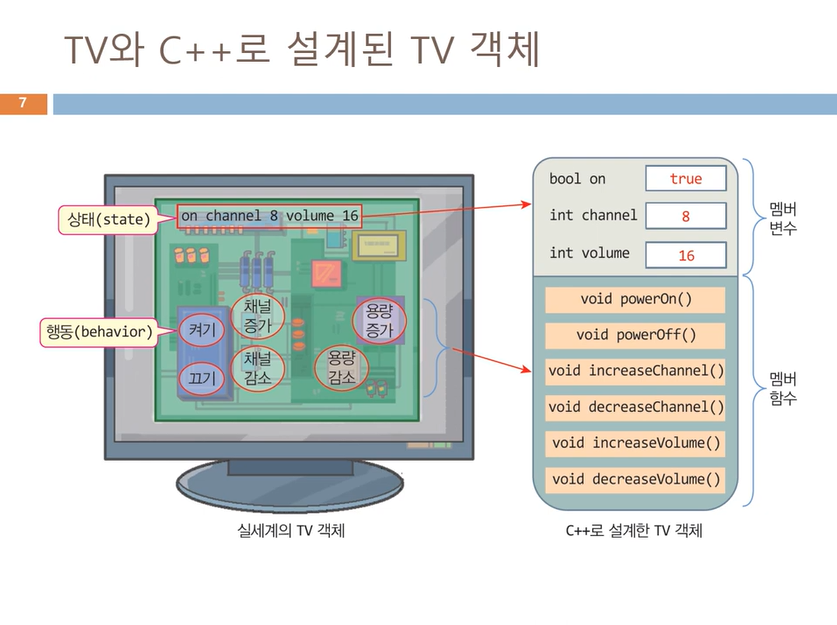 TV와 C++로 설계된 TV 객체
7
상태(state)
on channel 8 volume 16
행동(behavior)
켜기
끄기
채널
증가
채널
감소
용량
증가
용량
감소
실세계의 TV 객체
bool on
true
int channel
8
int volume
16
멤버
변수
void powerOn()
void powerOff()
void increaseChannel()
void decreaseChannel()
void increaseVolume()
void decreaseVolume()
멤버
함수
C++로 설계한 TV 객체